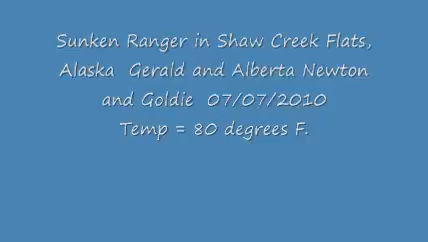 Sunken Ranger in Shaw Creek Flats,
Alaska  Gerald and Alberta Newton
and Goldie  07/07/2010
Temp = 80 degrees F.